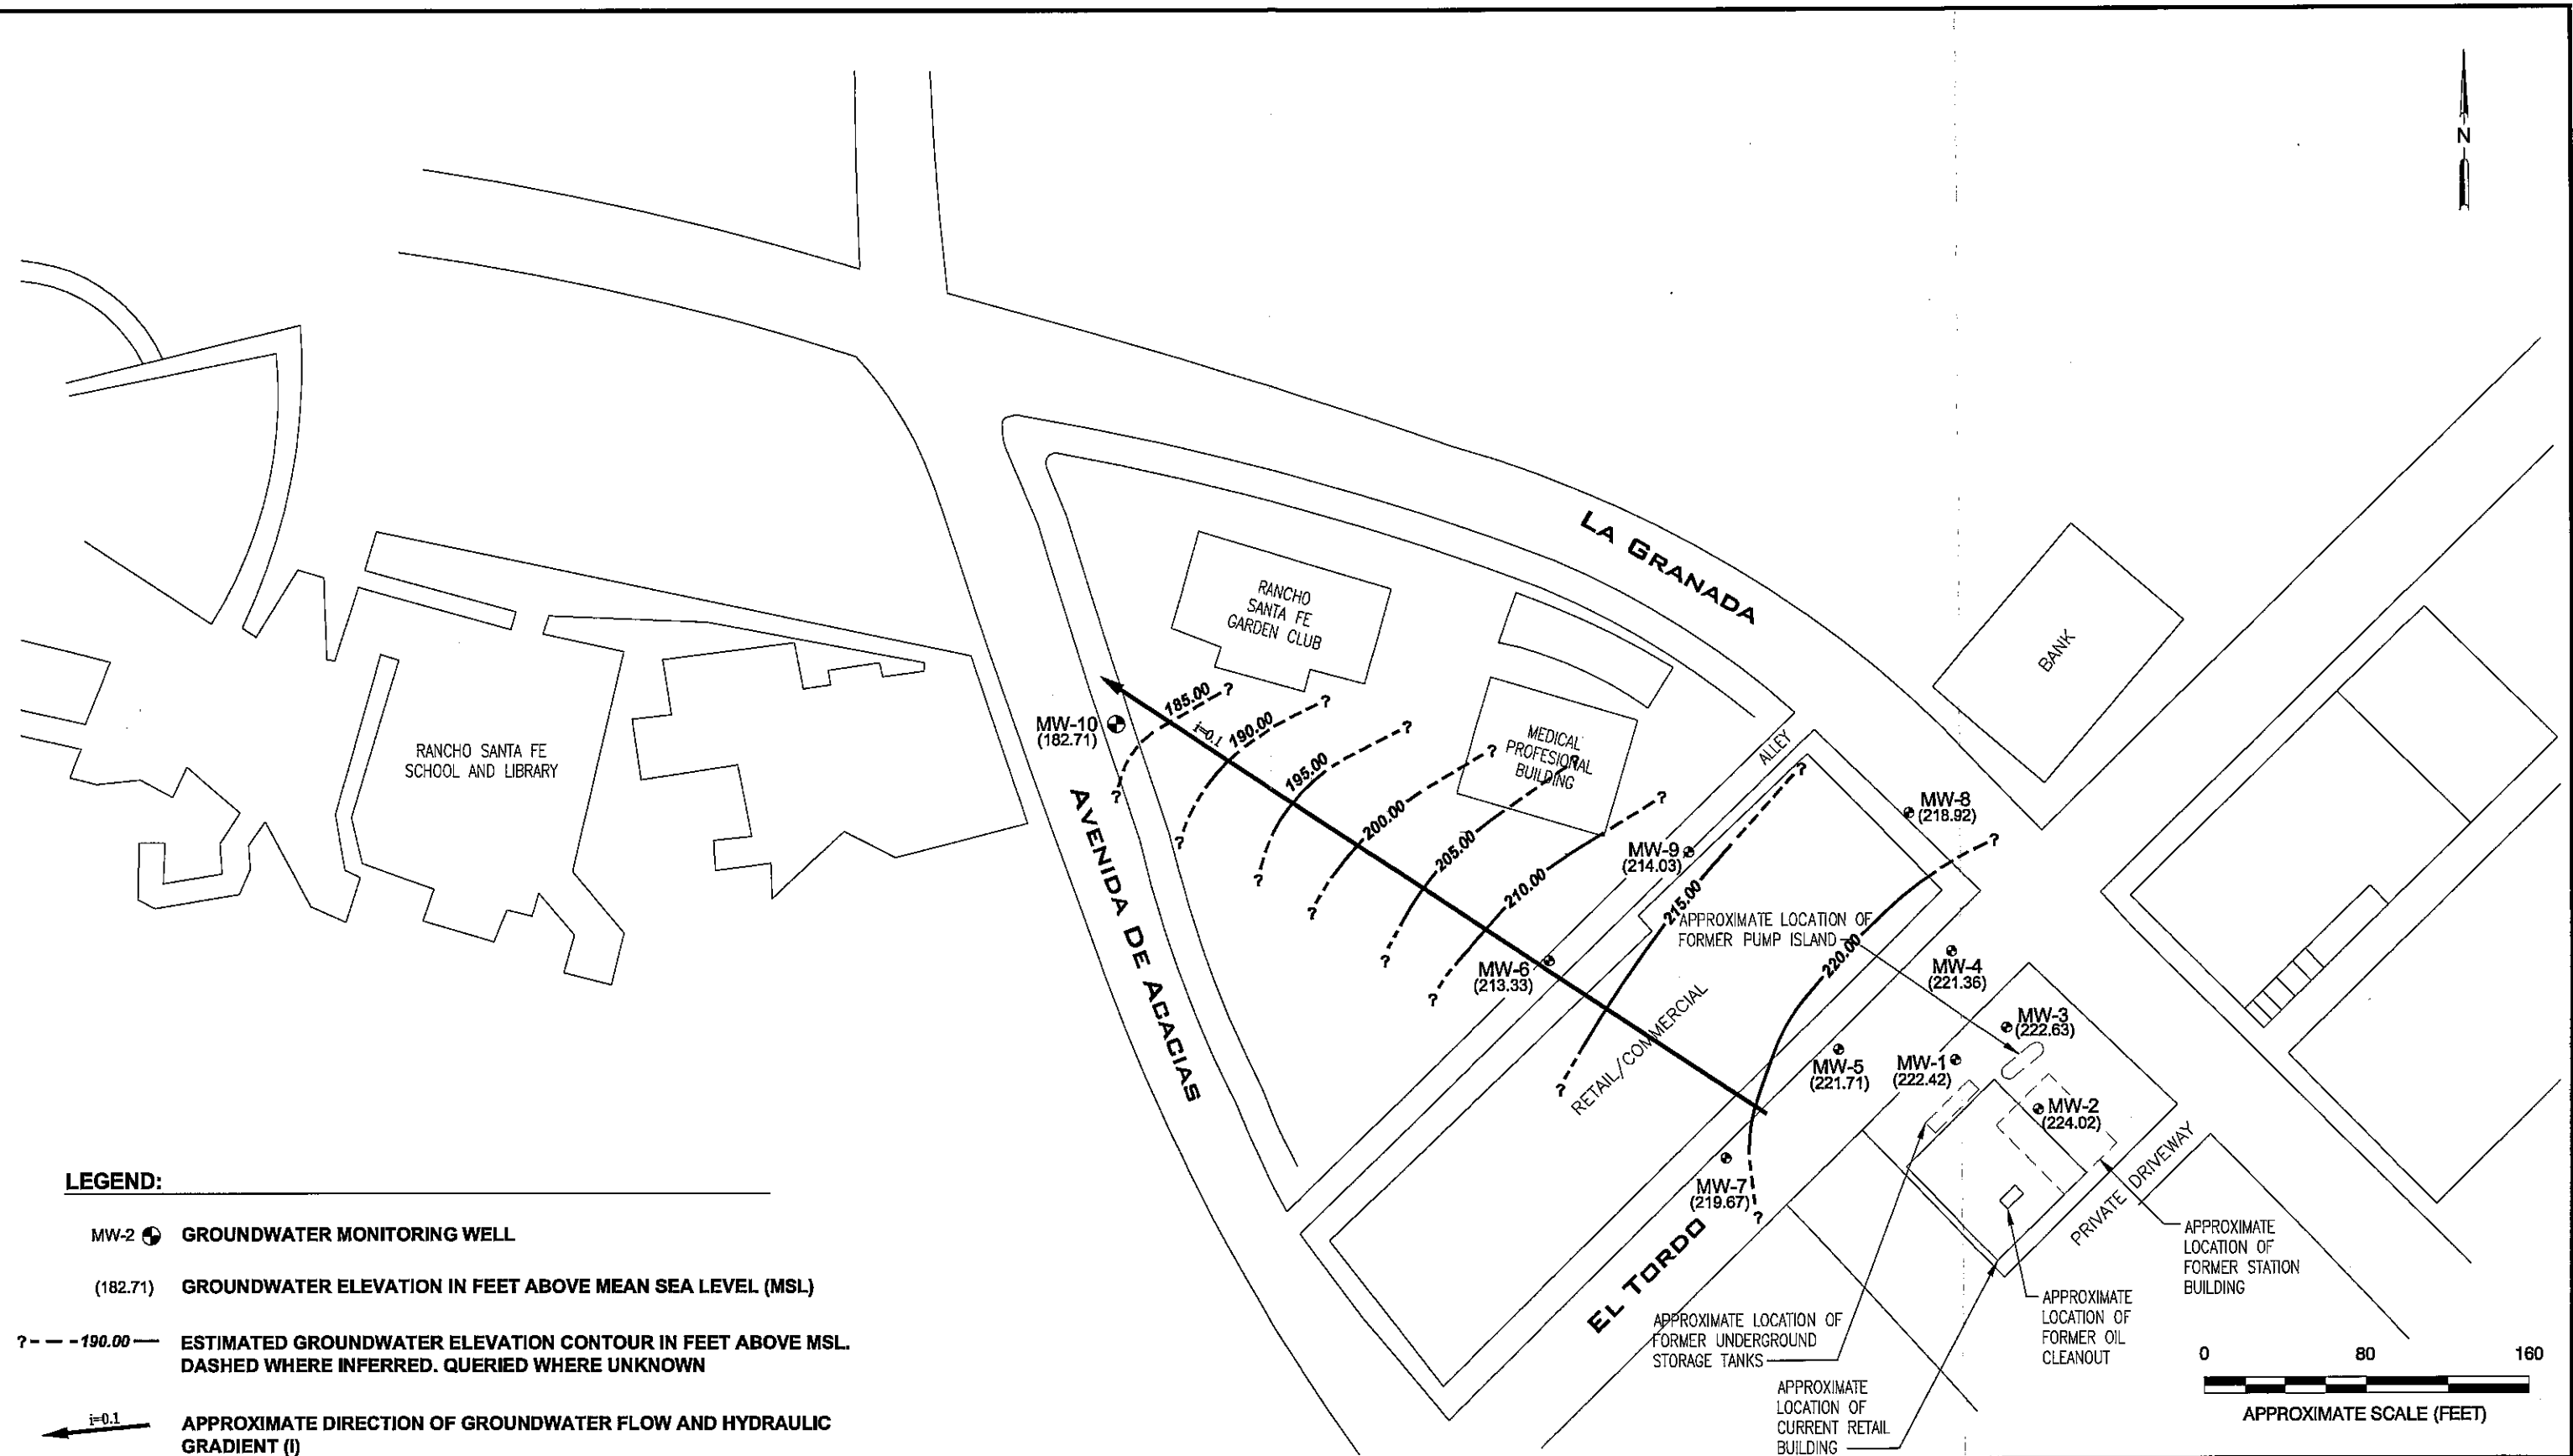 N
LA GRANADA
RANCHO
SANTA FE
GARDEN CLUB
BANK
MEDICAL
PROFESIONAL
BUILDING
ALLEY
RANCHO SANTA FE
SCHOOL AND LIBRARY
MW-10
(182.71)
185.00
?
?
i=0.1
190.00
?
?
195.00
?
?
200.00
?
?
205.00
?
210.00
?
?
215.00
?
?
220.00
?
?
MW-8
(218.92)
MW-9
(214.03)
APPROXIMATE LOCATION OF
FORMER PUMP ISLAND
MW-6
(213.33)
MW-4
(221.36)
MW-3
(222.63)
MW-5
(221.71)
MW-1
(222.42)
MW-2
(224.02)
MW-7
(219.67)
RETAIL/COMMERCIAL
AVENIDA DE ACACIAS
EL TORDO
PRIVATE DRIVEWAY
APPROXIMATE LOCATION OF
FORMER UNDERGROUND
STORAGE TANKS
APPROXIMATE
LOCATION OF
CURRENT RETAIL
BUILDING
APPROXIMATE
LOCATION OF
FORMER OIL
CLEANOUT
APPROXIMATE
LOCATION OF
FORMER STATION
BUILDING
LEGEND:
MW-2 GROUNDWATER MONITORING WELL
(182.71) GROUNDWATER ELEVATION IN FEET ABOVE MEAN SEA LEVEL (MSL)
?- - -190.00— ESTIMATED GROUNDWATER ELEVATION CONTOUR IN FEET ABOVE MSL.
DASHED WHERE INFERRED. QUERIED WHERE UNKNOWN
i=0.1 APPROXIMATE DIRECTION OF GROUNDWATER FLOW AND HYDRAULIC
GRADIENT (I)
0 80 160
APPROXIMATE SCALE (FEET)